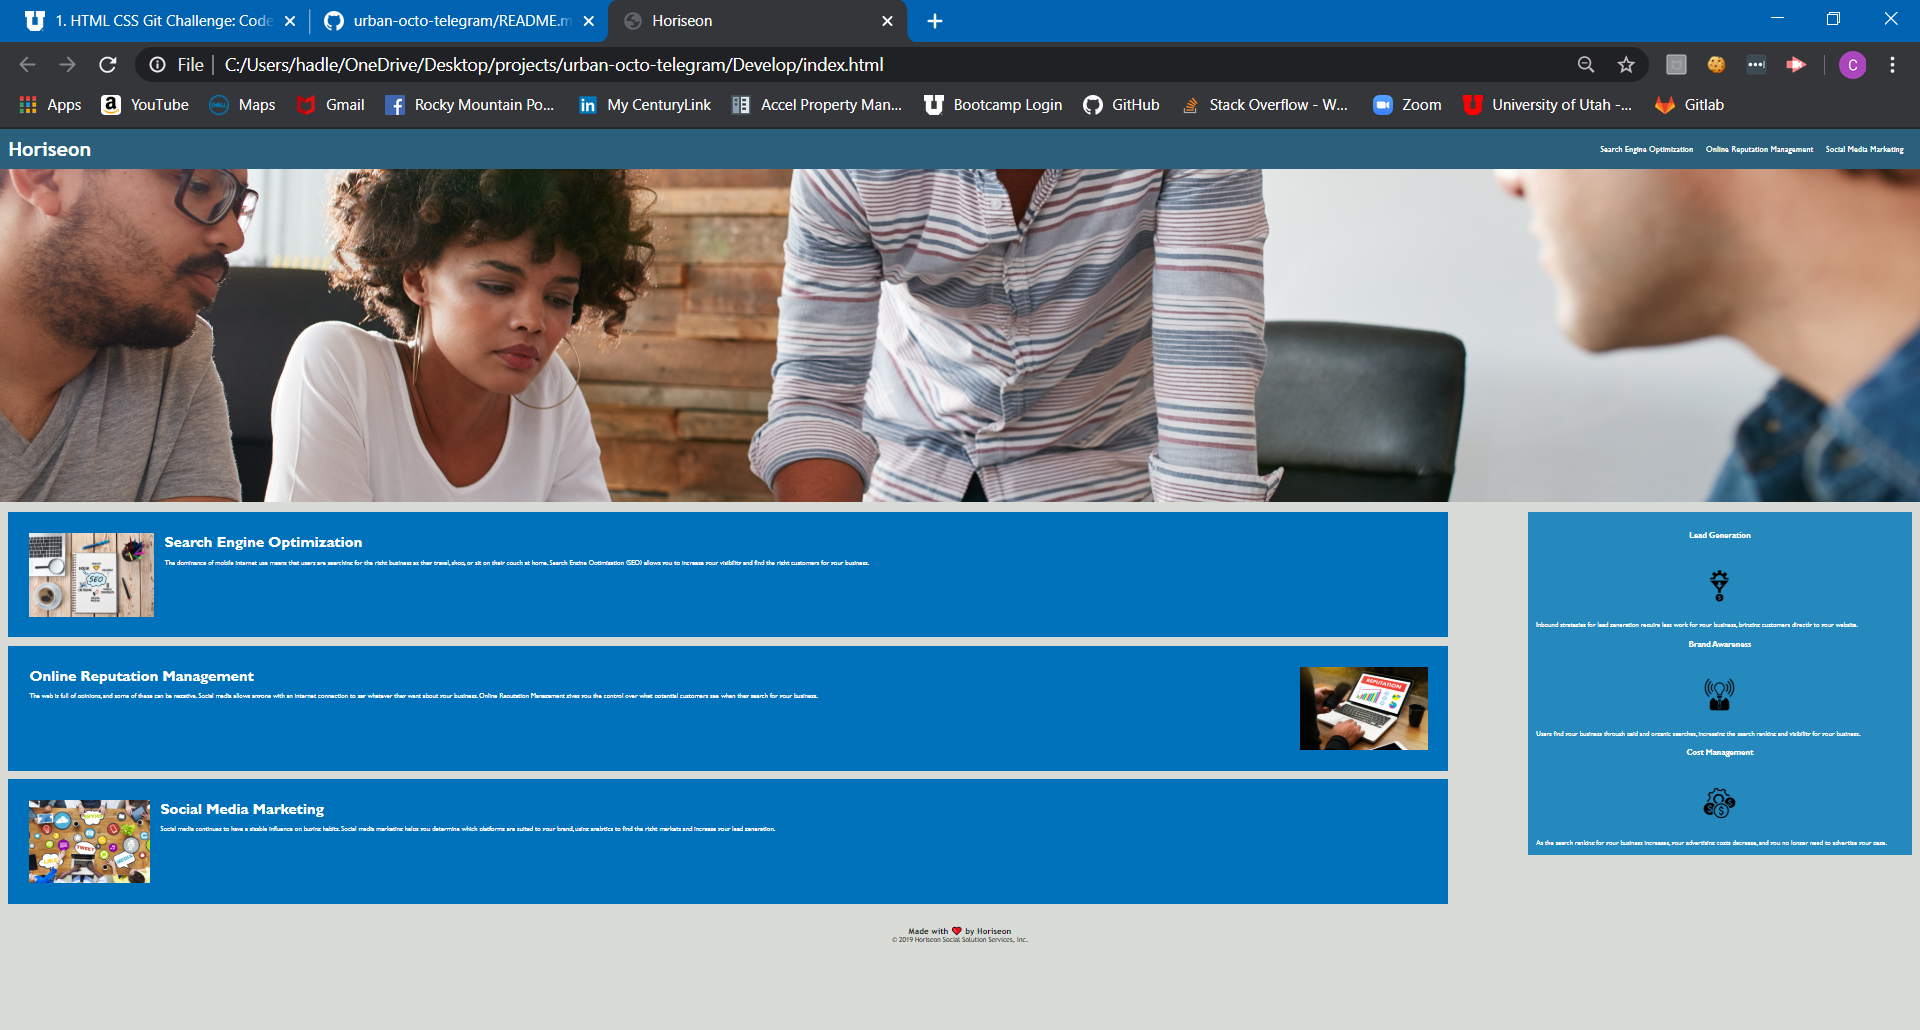 1. HTML CSS Git Challenge: Code
urban-octo-telegram/README.m
Horiseon
File
C:/Users/hadle/OneDrive/Desktop/projects/urban-octo-telegram/Develop/index.html
C
Apps
YouTube
Maps
Gmail
Rocky Mountain Po...
My CenturyLink
Accel Property Man...
Bootcamp Login
GitHub
Stack Overflow - W...
Zoom
University of Utah -...
Gitlab
Horiseon
Search Engine Optimization
Online Reputation Management
Social Media Marketing
SEO
Search Engine Optimization
The dominance of mobile internet use means that users are searching for the right business as they travel, shop, or sit on their couch at home. Search Engine Optimization (SEO) allows you to increase your visibility and find the right customers for your business.
Online Reputation Management
The web is full of opinions, and some of these can be negative. Social media allows anyone with an internet connection to say whatever they want about your business. Online Reputation Management gives you the control over what potential customers see when they search for your business.
REPUTATION
Social Media Marketing
Social media continues to have a sizable influence on buying habits. Social media marketing helps you determine which platforms are suited to your brand, using analytics to find the right markets and increase your lead generation.
TWEET
LIKE
MEDIA
Lead Generation
Inbound strategies for lead generation require less work for your business, bringing customers directly to your website.
Brand Awareness
Users find your business through paid and organic searches, increasing the search ranking and visibility for your business.
Cost Management
As the search ranking for your business increases, your advertising costs decrease, and you no longer need to advertise your page.
Made with ❤️ by Horiseon
© 2019 Horiseon Social Solution Services, Inc.